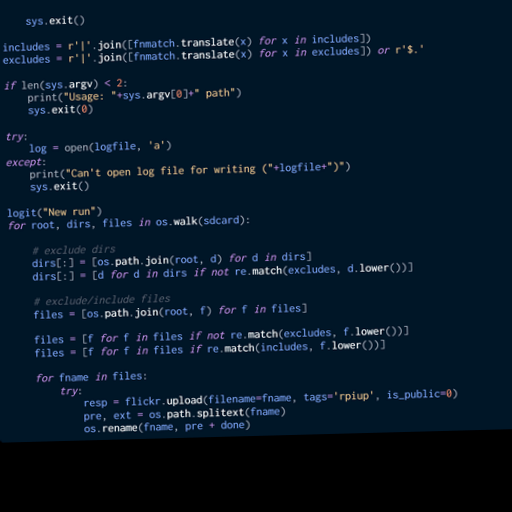 sys.exit()
includes = r'|'.join([fnmatch.translate(x) for x in includes])
excludes = r'|'.join([fnmatch.translate(x) for x in excludes]) or r'$.'
if len(sys.argv) < 2:
print("Usage: "+sys.argv[0]+" path")
sys.exit(0)
try:
log = open(logfile, 'a')
except:
print("Can't open log file for writing ("+logfile+")")
sys.exit()
logit("New run")
for root, dirs, files in os.walk(sdcard):
# exclude dirs
dirs[:] = [os.path.join(root, d) for d in dirs]
dirs[:] = [d for d in dirs if not re.match(excludes, d.lower())]
# exclude/include files
files = [os.path.join(root, f) for f in files]
files = [f for f in files if not re.match(excludes, f.lower())]
files = [f for f in files if re.match(includes, f.lower())]
for fname in files:
try:
resp = flickr.upload(filename=fname, tags='rpiup', is_public=0)
pre, ext = os.path.splitext(fname)
os.rename(fname, pre + done)